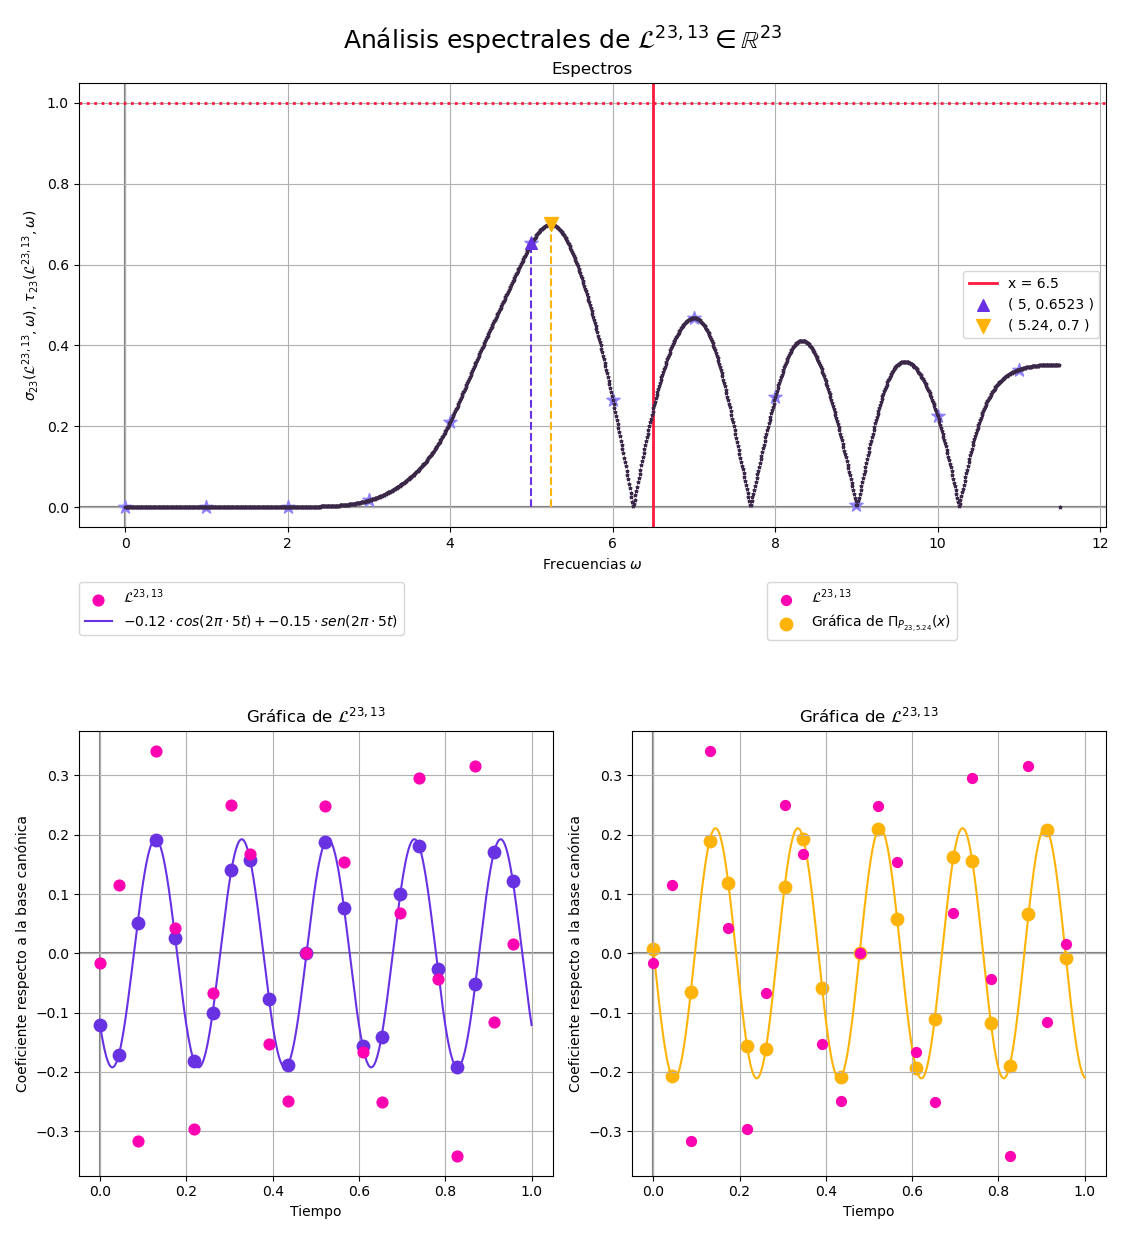 Análisis espectrales de ℒ^{23,13} ∈ ℝ^{23}
Espectros
1.0
0.8
0.6
0.4
0.2
0.0
σ_{23}(ℒ^{23,13}, ω), τ_{23}(ℒ^{23,13}, ω)
x = 6.5
( 5, 0.6523 )
( 5.24, 0.7 )
0 2 4 6 8 10 12
Frecuencias ω
ℒ^{23,13}
−0.12 · cos(2π · 5t) + −0.15 · sen(2π · 5t)
ℒ^{23,13}
Gráfica de Π_{P_{23,5.24}}(x)
Gráfica de ℒ^{23,13}
0.3
0.2
0.1
0.0
−0.1
−0.2
−0.3
Coeficiente respecto a la base canónica
0.0 0.2 0.4 0.6 0.8 1.0
Tiempo
Gráfica de ℒ^{23,13}
0.3
0.2
0.1
0.0
−0.1
−0.2
−0.3
Coeficiente respecto a la base canónica
0.0 0.2 0.4 0.6 0.8 1.0
Tiempo